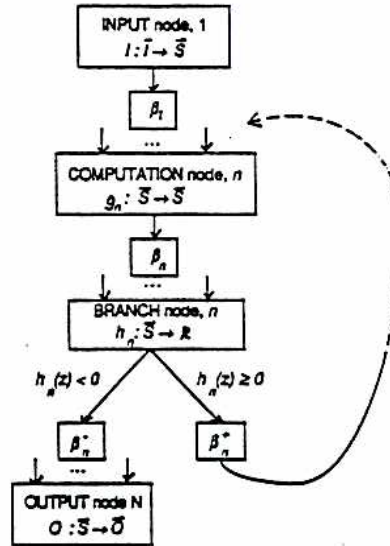 INPUT node, 1
I : Ī → S̄
β₁
...
COMPUTATION node, n
gₙ : S̄ → S̄
βₙ
...
BRANCH node, n
hₙ : S̄ → R
hₙ(z) < 0
hₙ(z) ≥ 0
βₙ⁻
βₙ⁺
...
OUTPUT node N
O : S̄ → Ō